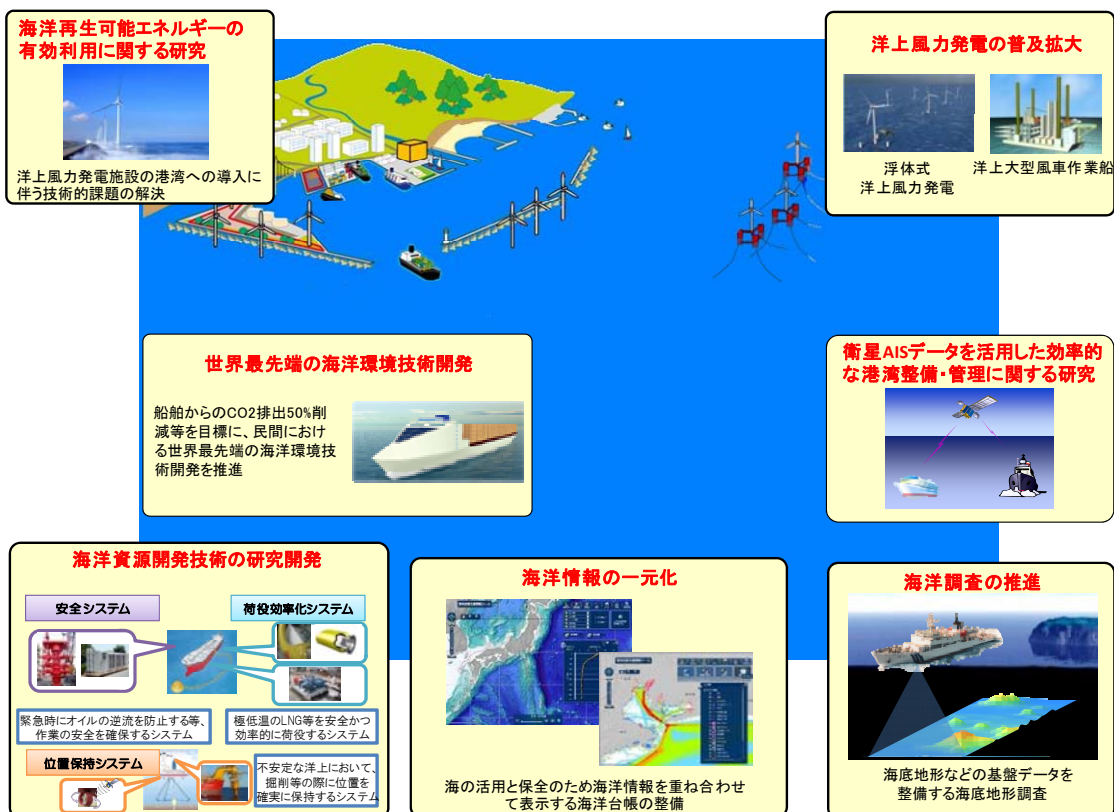 海洋再生可能エネルギーの
有効利用に関する研究
洋上風力発電施設の港湾への導入に
伴う技術的課題の解決
洋上風力発電の普及拡大
浮体式
洋上風力発電
洋上大型風車作業船
世界最先端の海洋環境技術開発
船舶からのCO2排出50%削
減等を目標に、民間におけ
る世界最先端の海洋環境技
術開発を推進
衛星AISデータを活用した効率的
な港湾整備・管理に関する研究
海洋資源開発技術の研究開発
安全システム
荷役効率化システム
緊急時にオイルの逆流を防止する等、
作業の安全を確保するシステム
極低温のLNG等を安全かつ
効率的に荷役するシステム
位置保持システム
不安定な洋上において、
掘削等の際に位置を
確実に保持するシステム
海洋情報の一元化
海の活用と保全のため海洋情報を重ね合わせ
て表示する海洋台帳の整備
海洋調査の推進
海底地形などの基盤データを
整備する海底地形調査